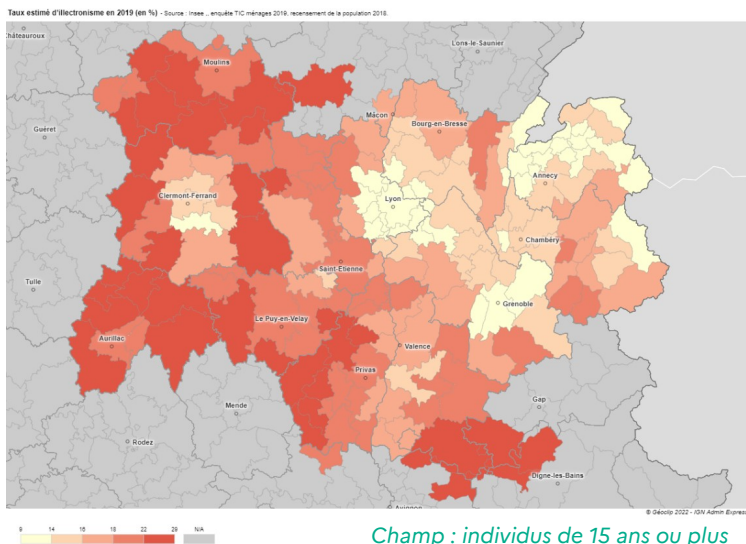 Taux estimé d'illectronisme en 2019 (en %) - Source : Insee ., enquête TIC ménages 2019, recensement de la population 2018.
Châteauroux
Lons-le-Saunier
Moulins
Mâcon
Bourg-en-Bresse
Guéret
Annecy
Clermont-Ferrand
Lyon
Chambéry
Tulle
Saint-Etienne
Grenoble
Le Puy-en-Velay
Aurillac
Valence
Privas
Mende
Gap
Rodez
Digne-les-Bains
Avignon
© Géoclip 2022 - IGN Admin Express
9 14 16 18 22 29 N/A
Champ : individus de 15 ans ou plus